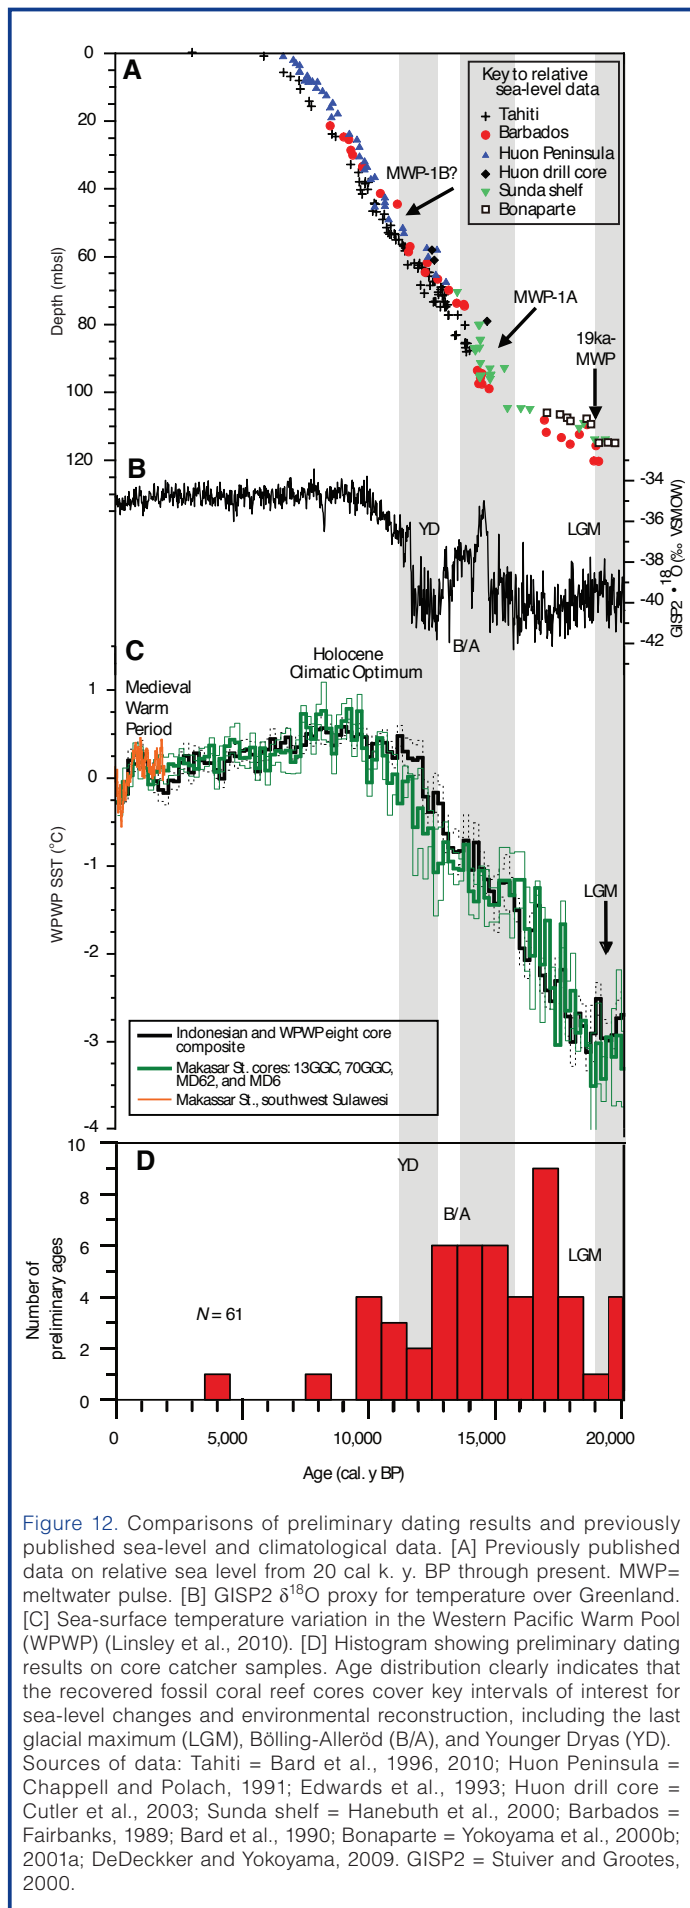 A
0
20
40
60
80
100
120
Depth (mbsl)
Key to relative
sea-level data
Tahiti
Barbados
Huon Peninsula
Huon drill core
Sunda shelf
Bonaparte
MWP-1B?
MWP-1A
19ka-
MWP
B
-34
-36
-38
-40
-42
GISP2 • 18O (‰ VSMOW)
YD
B/A
LGM
C
1
0
-1
-2
-3
-4
WPWP SST (°C)
Medieval
Warm
Period
Holocene
Climatic Optimum
LGM
Indonesian and WPWP eight core
composite
Makasar St. cores: 13GGC, 70GGC,
MD62, and MD6
Makassar St., southwest Sulawesi
D
10
8
6
4
2
0
Number of
preliminary ages
YD
B/A
LGM
N = 61
0
5,000
10,000
15,000
20,000
Age (cal. y BP)
Figure 12. Comparisons of preliminary dating results and previously
published sea-level and climatological data. [A] Previously published
data on relative sea level from 20 cal k. y. BP through present. MWP=
meltwater pulse. [B] GISP2 δ18O proxy for temperature over Greenland.
[C] Sea-surface temperature variation in the Western Pacific Warm Pool
(WPWP) (Linsley et al., 2010). [D] Histogram showing preliminary dating
results on core catcher samples. Age distribution clearly indicates that
the recovered fossil coral reef cores cover key intervals of interest for
sea-level changes and environmental reconstruction, including the last
glacial maximum (LGM), Bölling-Alleröd (B/A), and Younger Dryas (YD).
Sources of data: Tahiti = Bard et al., 1996, 2010; Huon Peninsula =
Chappell and Polach, 1991; Edwards et al., 1993; Huon drill core =
Cutler et al., 2003; Sunda shelf = Hanebuth et al., 2000; Barbados =
Fairbanks, 1989; Bard et al., 1990; Bonaparte = Yokoyama et al., 2000b;
2001a; DeDeckker and Yokoyama, 2009. GISP2 = Stuiver and Grootes,
2000.